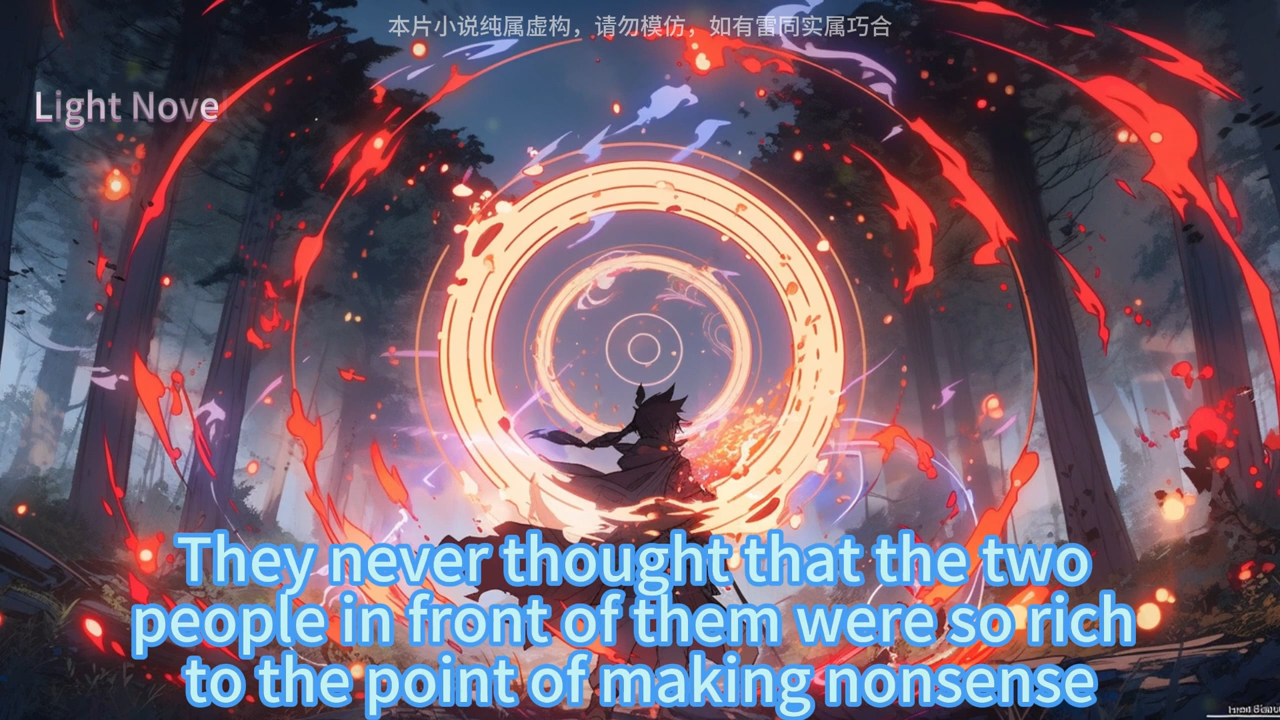 本片小说纯属虚构，请勿模仿，如有雷同实属巧合
Light Nove
They never thought that the two
people in front of them were so rich
to the point of making nonsense